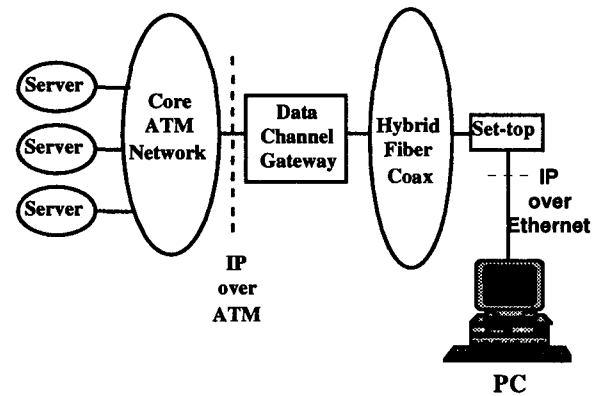 Server
Server
Server
Core
ATM
Network
IP
over
ATM
Data
Channel
Gateway
Hybrid
Fiber
Coax
Set-top
IP
over
Ethernet
PC